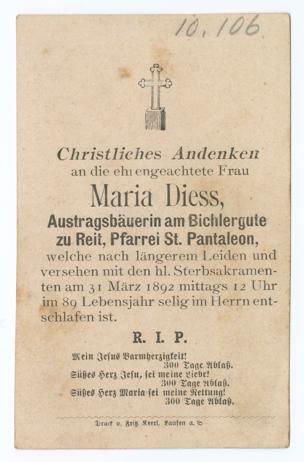 10.106
Christliches Andenken
an die ehrengeachtete Frau
Maria Diess,
Austragsbäuerin am Bichlergute
zu Reit, Pfarrei St. Pantaleon,
welche nach längerem Leiden und
versehen mit den hl. Sterbsakramen-
ten am 31 März 1892 mittags 12 Uhr
im 89 Lebensjahr selig im Herrn ent-
schlafen ist.
R. I. P.
Mein Jesus Barmherzigkeit!
300 Tage Ablaß.
Süßes Herz Jesu, sei meine Liebe!
300 Tage Ablaß.
Süßes Herz Maria sei meine Rettung!
300 Tage Ablaß.
Druck v. Fritz Laufen a.